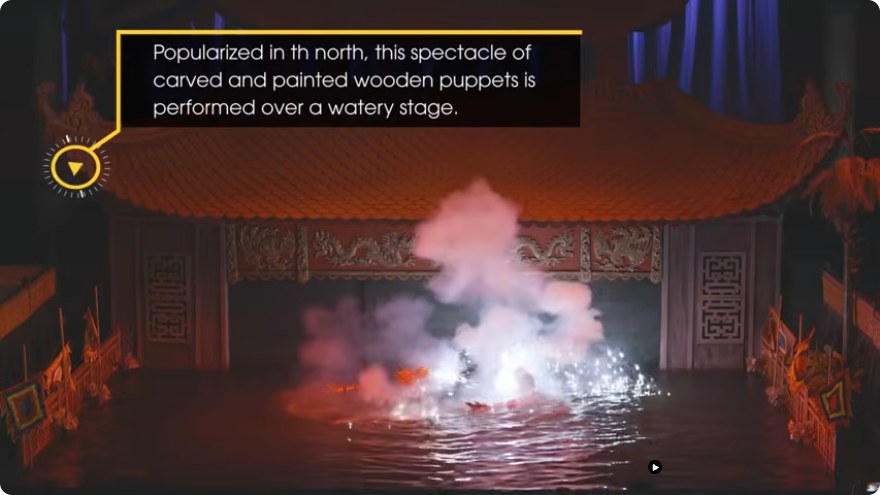 Popularized in th north, this spectacle of
carved and painted wooden puppets is
performed over a watery stage.